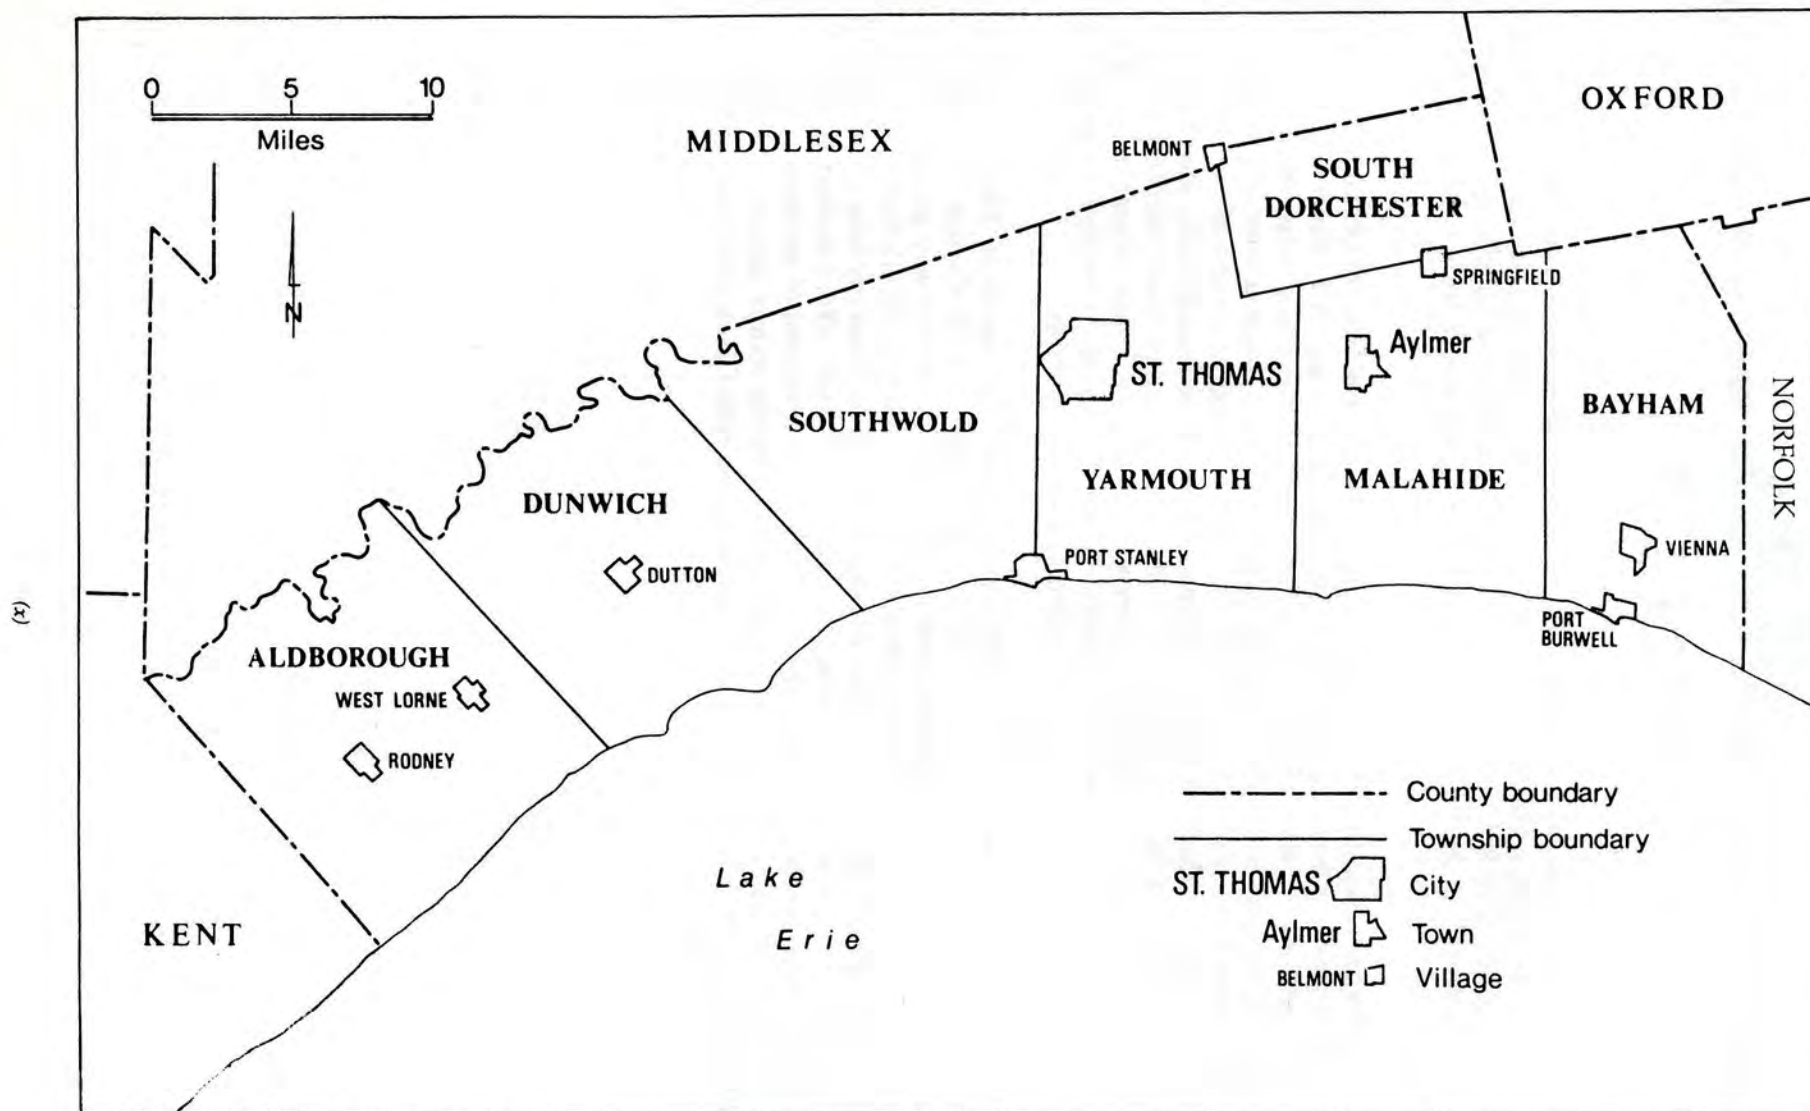 0 5 10
Miles
N
MIDDLESEX
OXFORD
BELMONT
SOUTH
DORCHESTER
SPRINGFIELD
Aylmer
ST. THOMAS
SOUTHWOLD
BAYHAM
NORFOLK
YARMOUTH
MALAHIDE
DUNWICH
DUTTON
PORT STANLEY
VIENNA
PORT
BURWELL
(x)
ALDBOROUGH
WEST LORNE
RODNEY
KENT
Lake
Erie
County boundary
Township boundary
ST. THOMAS City
Aylmer Town
BELMONT Village